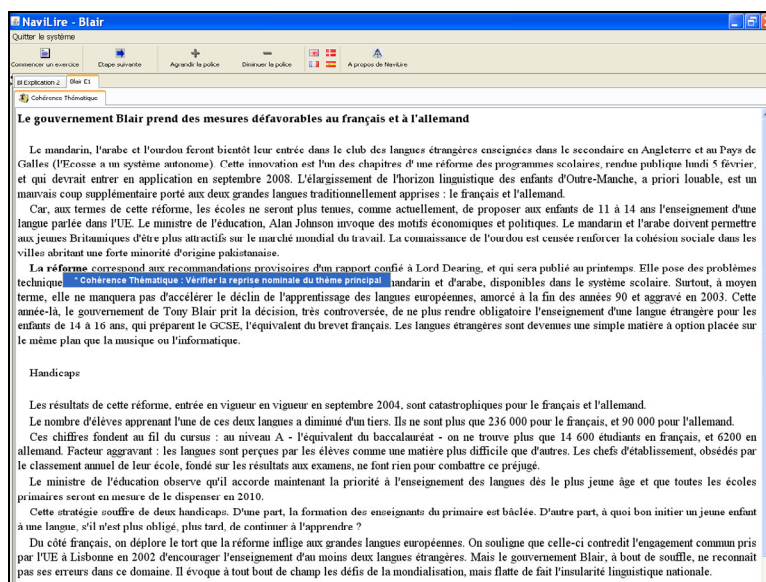 NaviLire - Blair
Quitter le système
Commencer un exercice Etape suivante Agrandir la police Diminuer la police A propos de NaviLire
Bl Explication 2 Blair E1
Cohérence Thématique
Le gouvernement Blair prend des mesures défavorables au français et à l'allemand
Le mandarin, l'arabe et l'ourdou feront bientôt leur entrée dans le club des langues étrangères enseignées dans le secondaire en Angleterre et au Pays de
Galles (l'Ecosse a un système autonome). Cette innovation est l'un des chapitres d' une réforme des programmes scolaires, rendue publique lundi 5 février,
et qui devrait entrer en application en septembre 2008. L'élargissement de l'horizon linguistique des enfants d'Outre-Manche, a priori louable, est un
mauvais coup supplémentaire porté aux deux grandes langues traditionnellement apprises : le français et l'allemand.
Car, aux termes de cette réforme, les écoles ne seront plus tenues, comme actuellement, de proposer aux enfants de 11 à 14 ans l'enseignement d'une
langue parlée dans l'UE. Le ministre de l'éducation, Alan Johnson invoque des motifs économiques et politiques. Le mandarin et l'arabe doivent permettre
aux jeunes Britanniques d'être plus attractifs sur le marché mondial du travail. La connaissance de l'ourdou est censée renforcer la cohésion sociale dans les
villes abritant une forte minorité d'origine pakistanaise.
La réforme correspond aux recommandations provisoires d'un rapport confié à Lord Dearing, et qui sera publié au printemps. Elle pose des problèmes
technique * Cohérence Thématique : Vérifier la reprise nominale du thème principal mandarin et d'arabe, disponibles dans le système scolaire. Surtout, à moyen
terme, elle ne manquera pas d'accélérer le déclin de l'apprentissage des langues européennes, amorcé à la fin des années 90 et aggravé en 2003. Cette
année-là, le gouvernement de Tony Blair prit la décision, très controversée, de ne plus rendre obligatoire l'enseignement d'une langue étrangère pour les
enfants de 14 à 16 ans, qui préparent le GCSE, l'équivalent du brevet français. Les langues étrangères sont devenues une simple matière à option placée sur
le même plan que la musique ou l'informatique.
Handicaps
Les résultats de cette réforme, entrée en vigueur en vigueur en septembre 2004, sont catastrophiques pour le français et l'allemand.
Le nombre d'élèves apprenant l'une de ces deux langues a diminué d'un tiers. Ils ne sont plus que 236 000 pour le français, et 90 000 pour l'allemand.
Ces chiffres fondent au fil du cursus : au niveau A - l'équivalent du baccalauréat - on ne trouve plus que 14 600 étudiants en français, et 6200 en
allemand. Facteur aggravant : les langues sont perçues par les élèves comme une matière plus difficile que d'autres. Les chefs d'établissement, obsédés par
le classement annuel de leur école, fondé sur les résultats aux examens, ne font rien pour combattre ce préjugé.
Le ministre de l'éducation observe qu'il accorde maintenant la priorité à l'enseignement des langues dès le plus jeune âge et que toutes les écoles
primaires seront en mesure de le dispenser en 2010.
Cette stratégie souffre de deux handicaps. D'une part, la formation des enseignants du primaire est bâclée. D'autre part, à quoi bon initier un jeune enfant
à une langue, s'il n'est plus obligé, plus tard, de continuer à l'apprendre ?
Du côté français, on déplore le tort que la réforme inflige aux grandes langues européennes. On souligne que celle-ci contredit l'engagement commun pris
par l'UE à Lisbonne en 2002 d'encourager l'enseignement d'au moins deux langues étrangères. Mais le gouvernement Blair, à bout de souffle, ne reconnaît
pas ses erreurs dans ce domaine. Il évoque à tout bout de champ les défis de la mondialisation, mais flatte de fait l'insularité linguistique nationale.